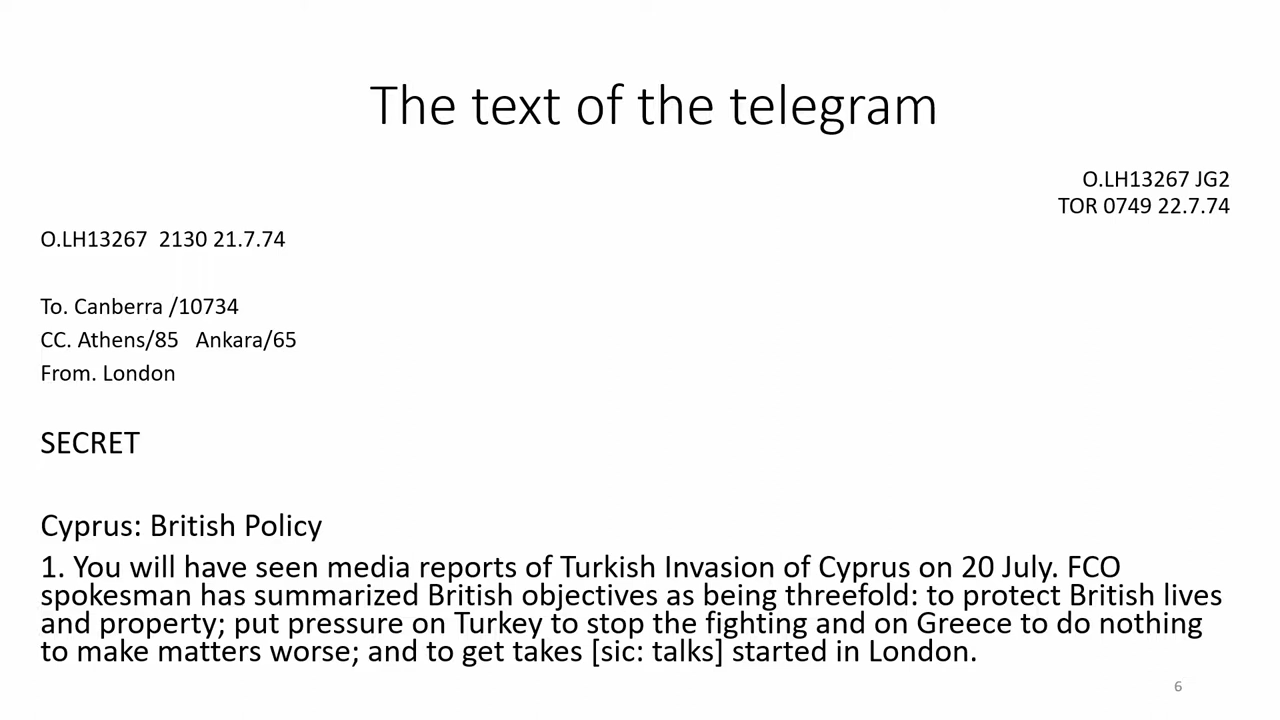 The text of the telegram
O.LH13267 JG2
TOR 0749 22.7.74
O.LH13267  2130 21.7.74
To. Canberra /10734
CC. Athens/85   Ankara/65
From. London
SECRET
Cyprus: British Policy
1. You will have seen media reports of Turkish Invasion of Cyprus on 20 July. FCO
spokesman has summarized British objectives as being threefold: to protect British lives
and property; put pressure on Turkey to stop the fighting and on Greece to do nothing
to make matters worse; and to get takes [sic: talks] started in London.
6